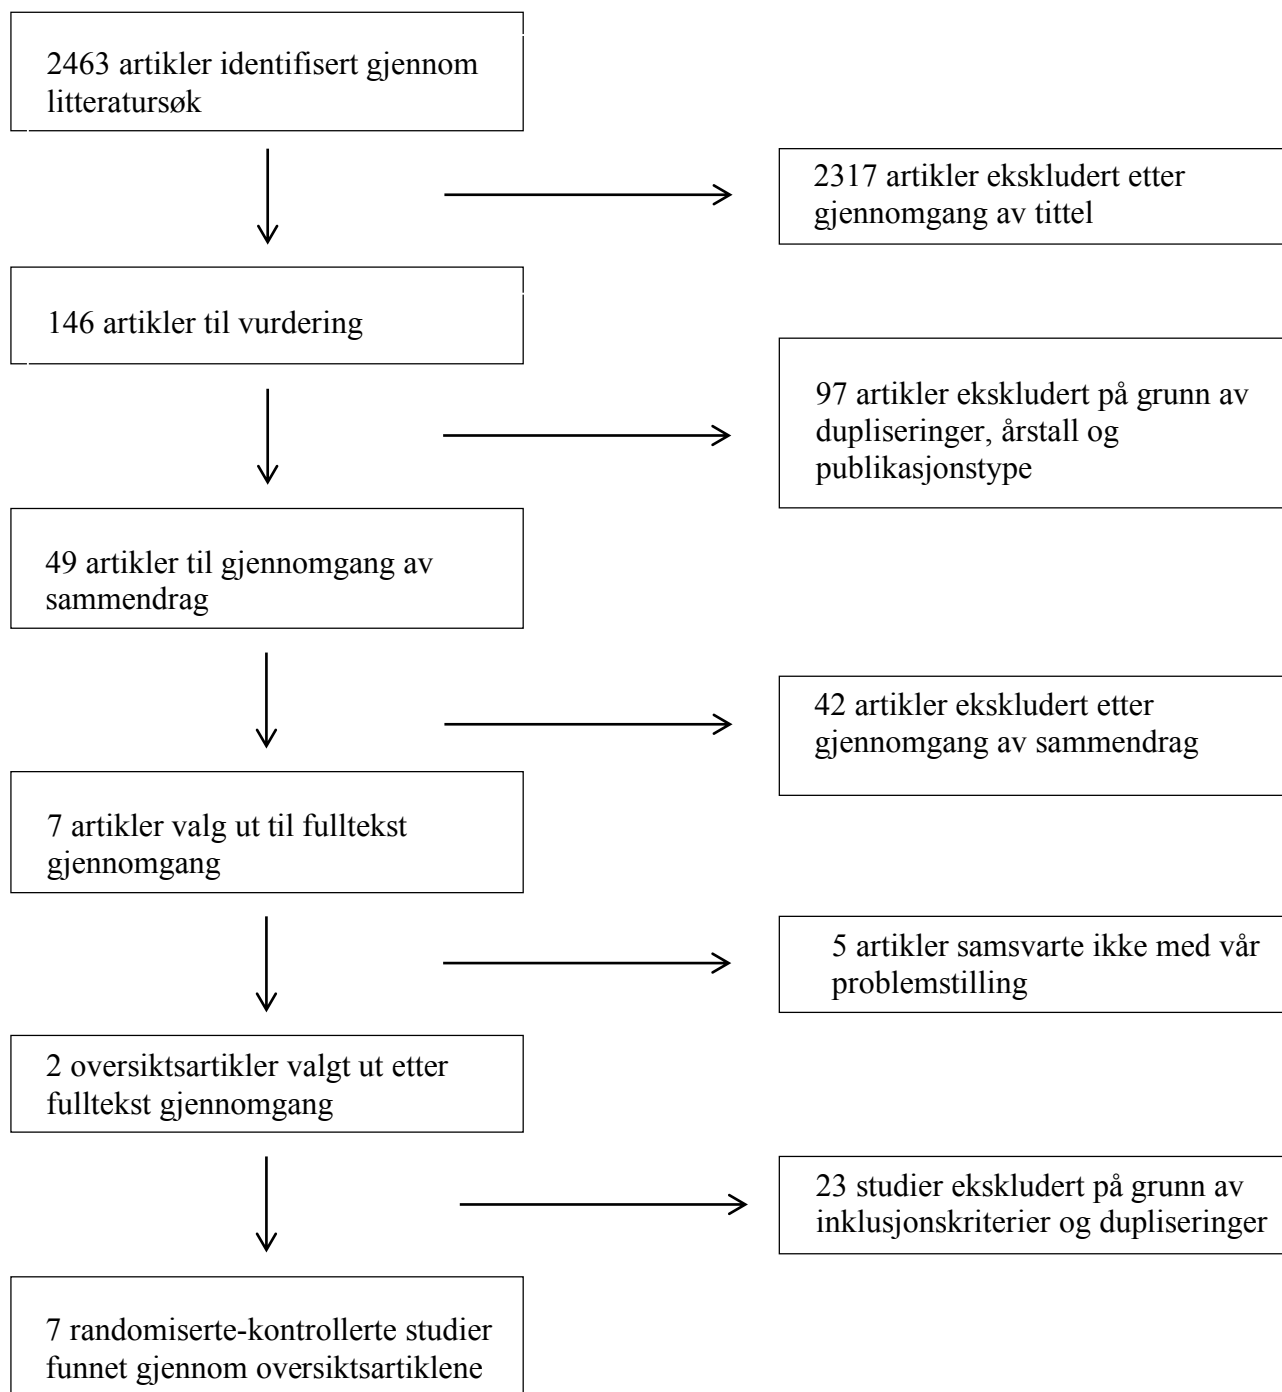 2463 artikler identifisert gjennom
litteratursøk
2317 artikler ekskludert etter
gjennomgang av tittel
146 artikler til vurdering
97 artikler ekskludert på grunn av
dupliseringer, årstall og
publikasjonstype
49 artikler til gjennomgang av
sammendrag
42 artikler ekskludert etter
gjennomgang av sammendrag
7 artikler valg ut til fulltekst
gjennomgang
5 artikler samsvarte ikke med vår
problemstilling
2 oversiktsartikler valgt ut etter
fulltekst gjennomgang
23 studier ekskludert på grunn av
inklusjonskriterier og dupliseringer
7 randomiserte-kontrollerte studier
funnet gjennom oversiktsartiklene